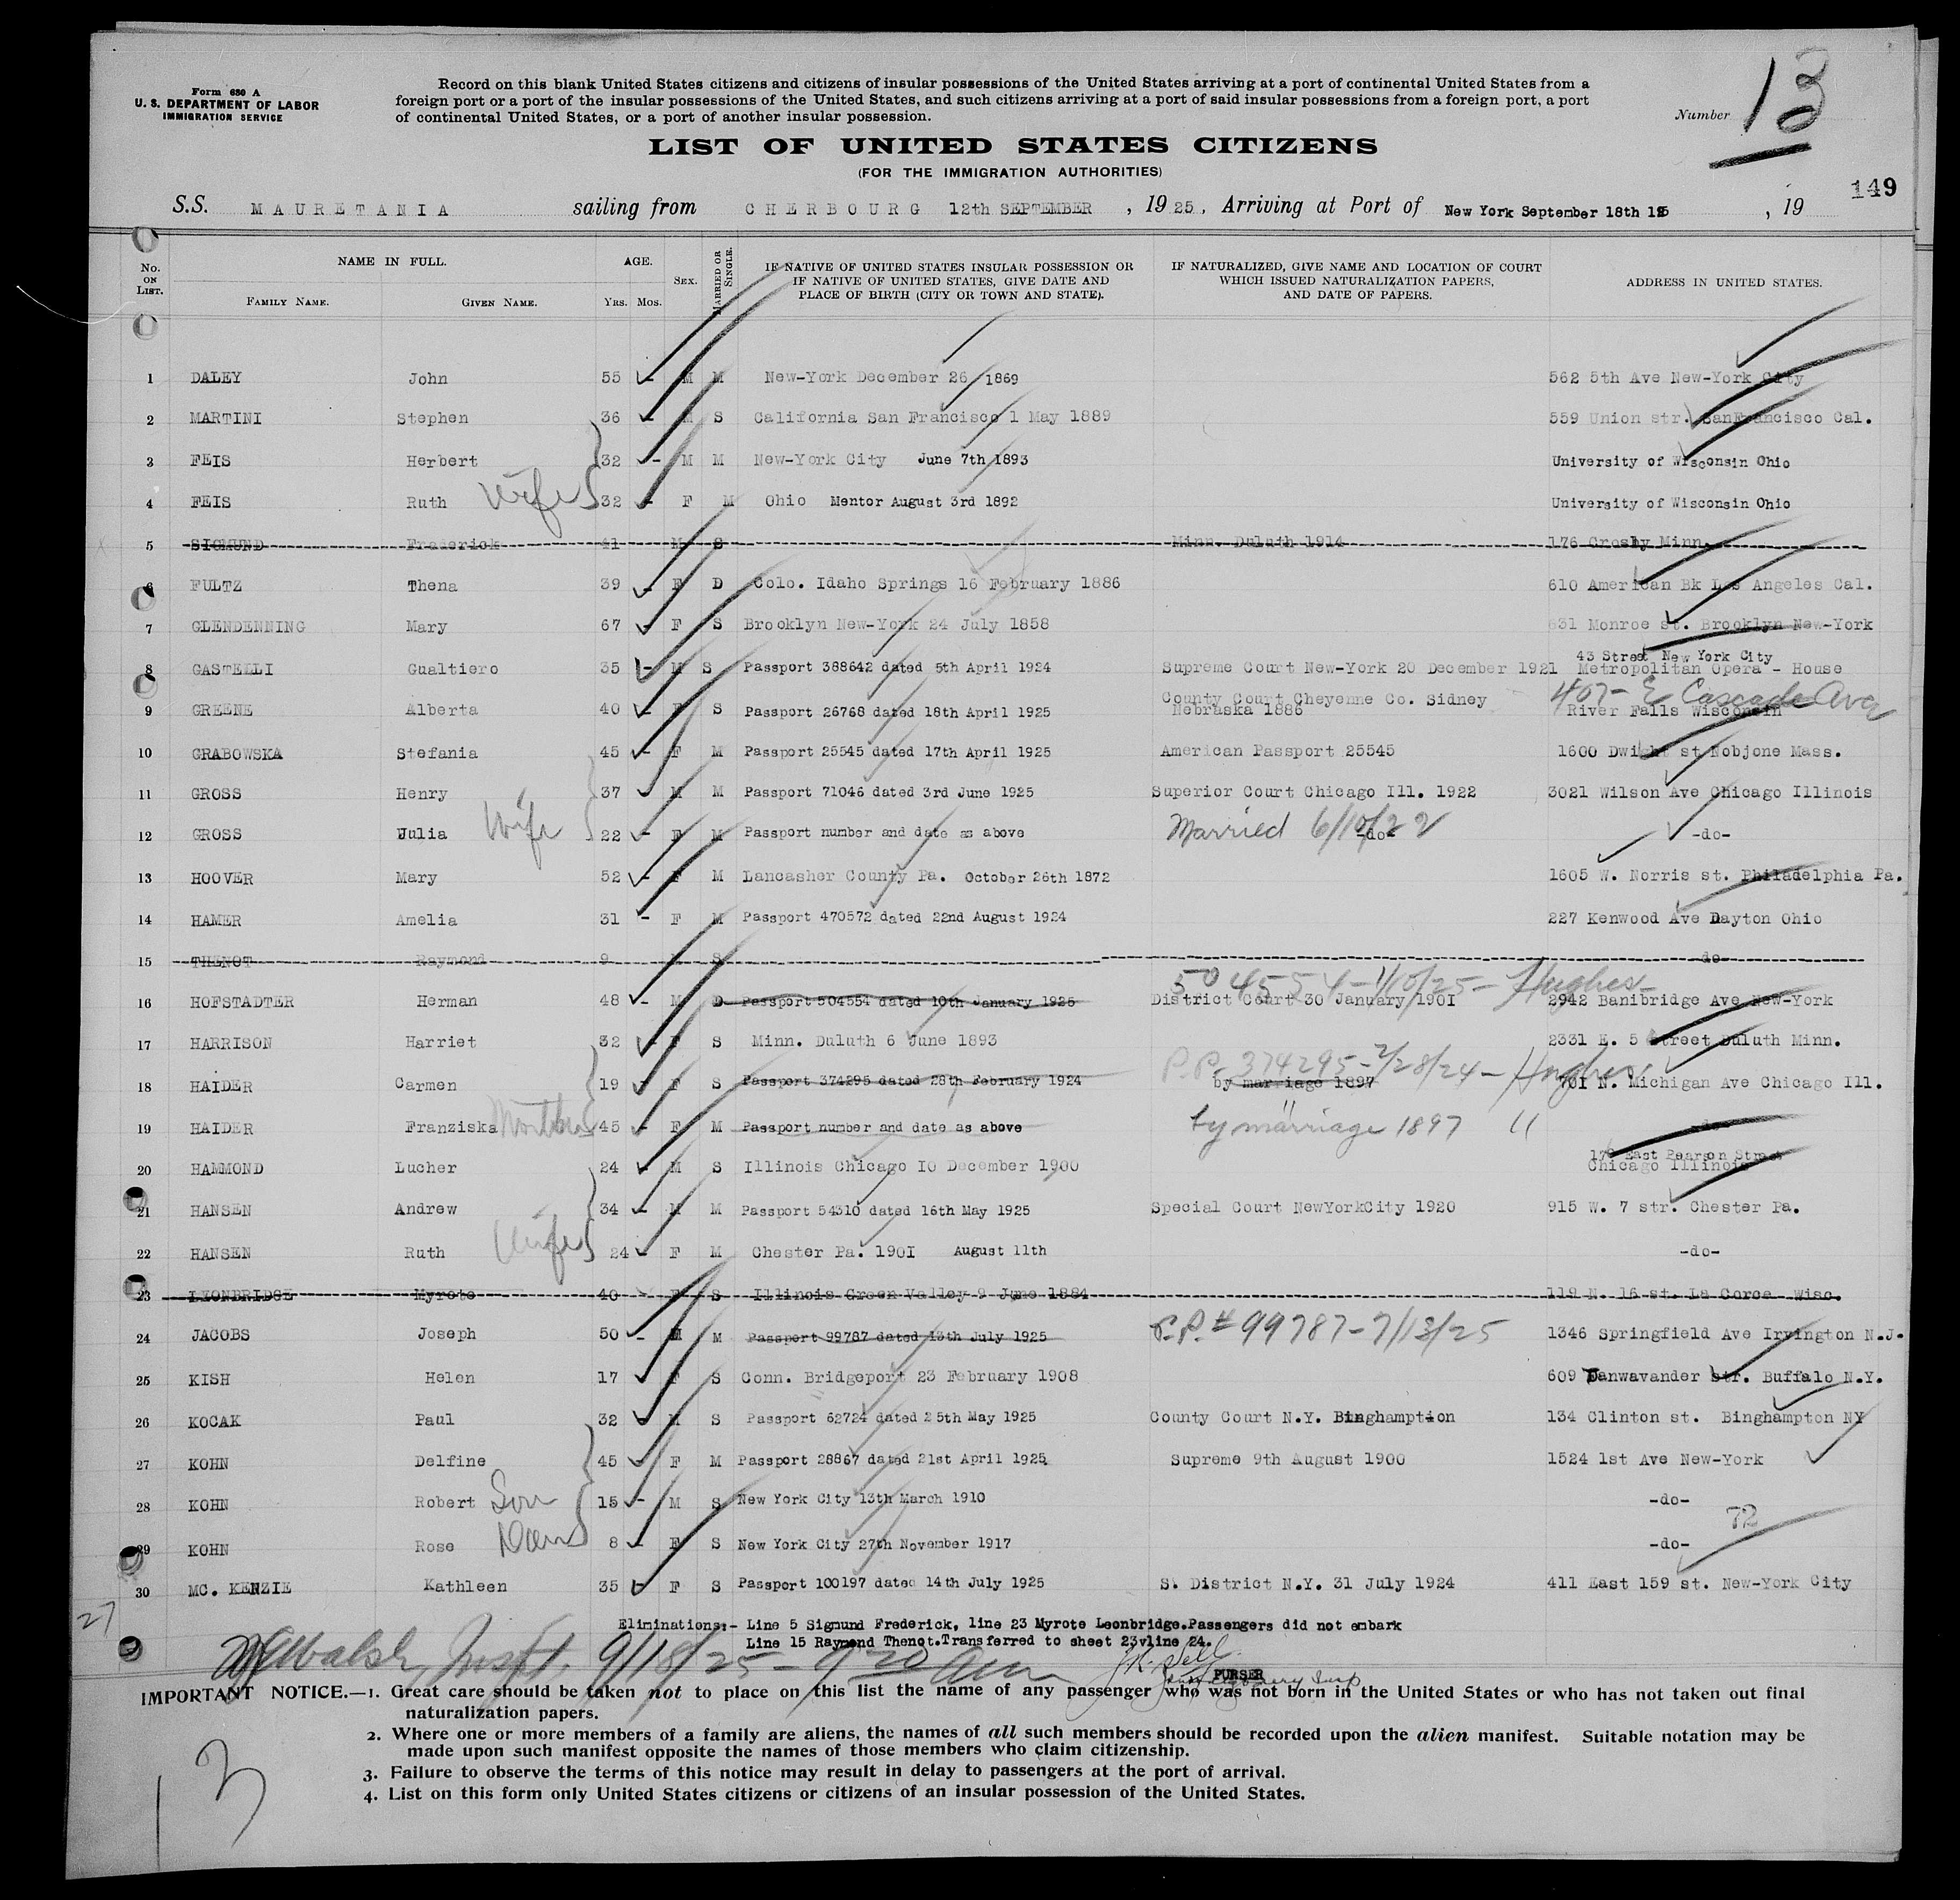 Form 630 A
U. S. DEPARTMENT OF LABOR
IMMIGRATION SERVICE
Record on this blank United States citizens and citizens of insular possessions of the United States arriving at a port of continental United States from a
foreign port or a port of the insular possessions of the United States, and such citizens arriving at a port of said insular possessions from a foreign port, a port
of continental United States, or a port of another insular possession.
Number 13
LIST OF UNITED STATES CITIZENS
(FOR THE IMMIGRATION AUTHORITIES)
149
S.S. MAURETANIA sailing from CHERBOURG 12th SEPTEMBER, 1925, Arriving at Port of New York September 18th, 19
No. ON LIST. NAME IN FULL. FAMILY NAME. GIVEN NAME. AGE. Yrs. Mos. SEX. MARRIED OR SINGLE. IF NATIVE OF UNITED STATES INSULAR POSSESSION OR IF NATIVE OF UNITED STATES, GIVE DATE AND PLACE OF BIRTH (CITY OR TOWN AND STATE). IF NATURALIZED, GIVE NAME AND LOCATION OF COURT WHICH ISSUED NATURALIZATION PAPERS, AND DATE OF PAPERS. ADDRESS IN UNITED STATES.
1 DALEY John 55 - M M New-York December 26 1869 562 5th Ave New-York City
2 MARTINI Stephen 36 - M S California San Francisco 1 May 1889 559 Union str. SanFrancisco Cal.
3 FEIS Herbert 32 - M M New-York City June 7th 1893 University of Wisconsin Ohio
4 FEIS Ruth wife 32 - F M Ohio Mentor August 3rd 1892 University of Wisconsin Ohio
5 SIGMUND Frederick 41 M S Minn. Duluth 1914 176 Crosby Minn.
6 FULTZ Thena 39 - F D Colo. Idaho Springs 16 February 1886 610 American Bk Los Angeles Cal.
7 GLENDENNING Mary 67 - F S Brooklyn New-York 24 July 1858 631 Monroe st. Brooklyn New-York
43 Street New York City
8 GASTELLI Gualtiero 35 - M S Passport 388642 dated 5th April 1924 Supreme Court New-York 20 December 1921 Metropolitan Opera - House
County Court Cheyenne Co. Sidney 407- E Cascade Ave
9 GREENE Alberta 40 - F S Passport 26768 dated 18th April 1925 Nebraska 1886 River Falls Wisconsin
10 GRABOWSKA Stefania 45 - F M Passport 25545 dated 17th April 1925 American Passport 25545 1600 Dwight st Nobjone Mass.
11 GROSS Henry 37 - M M Passport 71046 dated 3rd June 1925 Superior Court Chicago Ill. 1922 3021 Wilson Ave Chicago Illinois
12 GROSS Julia Wife 22 - F M Passport number and date as above Married 6/10/22 -do- -do-
13 HOOVER Mary 52 - F M Lancasher County Pa. October 26th 1872 1605 W. Norris st. Philadelphia Pa.
14 HAMER Amelia 31 - F M Passport 470572 dated 22nd August 1924 227 Kenwood Ave Dayton Ohio
15 THENOT Raymond 9 S -do-
504554-1/10/25- Hughes-
16 HOFSTADTER Herman 48 - M D Passport 504554 dated 10th January 1925 District Court 30 January 1901 2942 Banibridge Ave New-York
17 HARRISON Harriet 32 - F S Minn. Duluth 6 June 1893 2331 E. 5 Street Duluth Minn.
P.P. 374295-2/28/24- Hughes
18 HAIDER Carmen 19 - F S Passport 374295 dated 28th February 1924 by marriage 1897 701 N. Michigan Ave Chicago Ill.
19 HAIDER Franziska Mother 45 - F M Passport number and date as above by marriage 1897 " -do-
East Pearson Street
20 HAMMOND Lucher 24 - M S Illinois Chicago 10 December 1900 Chicago Illinois
21 HANSEN Andrew 34 - M M Passport 54310 dated 16th May 1925 Special Court NewYorkCity 1920 915 W. 7 str. Chester Pa.
22 HANSEN Ruth Wife 24 - F M Chester Pa. 1901 August 11th -do-
23 LEONBRIDGE Myrote 40 F S Illinois Green Valley 9 June 1884 119 N. 16 st. La Corce Wisc.
24 JACOBS Joseph 50 - M M Passport 99787 dated 13th July 1925 P.P.# 99787-7/13/25 1346 Springfield Ave Irvington N.J.
25 KISH Helen 17 - F S Conn. Bridgeport 23 February 1908 609 Tanwavander str. Buffalo N.Y.
26 KOCAK Paul 32 - M S Passport 62724 dated 25th May 1925 County Court N.Y. Binghamption 134 Clinton st. Binghampton NY
27 KOHN Delfine 45 - F M Passport 28867 dated 21st April 1925 Supreme 9th August 1900 1524 1st Ave New-York
28 KOHN Robert Son 15 - M S New York City 13th March 1910 -do-
72
29 KOHN Rose Dau 8 - F S New York City 27th November 1917 -do-
30 MC. KENZIE Kathleen 35 - F S Passport 100197 dated 14th July 1925 S. District N.Y. 31 July 1924 411 East 159 st. New-York City
27
Eliminations:- Line 5 Sigmund Frederick, line 23 Myrote Leonbridge.Passengers did not embark
Line 15 Raymond Thenot.Transferred to sheet 23 line 24.
Walsh, Inspt, 9/18/25 - 9 20 am
PURSER
IMPORTANT NOTICE.—1. Great care should be taken not to place on this list the name of any passenger who was not born in the United States or who has not taken out final
naturalization papers.
2. Where one or more members of a family are aliens, the names of all such members should be recorded upon the alien manifest. Suitable notation may be
made upon such manifest opposite the names of those members who claim citizenship.
3. Failure to observe the terms of this notice may result in delay to passengers at the port of arrival.
4. List on this form only United States citizens or citizens of an insular possession of the United States.
13